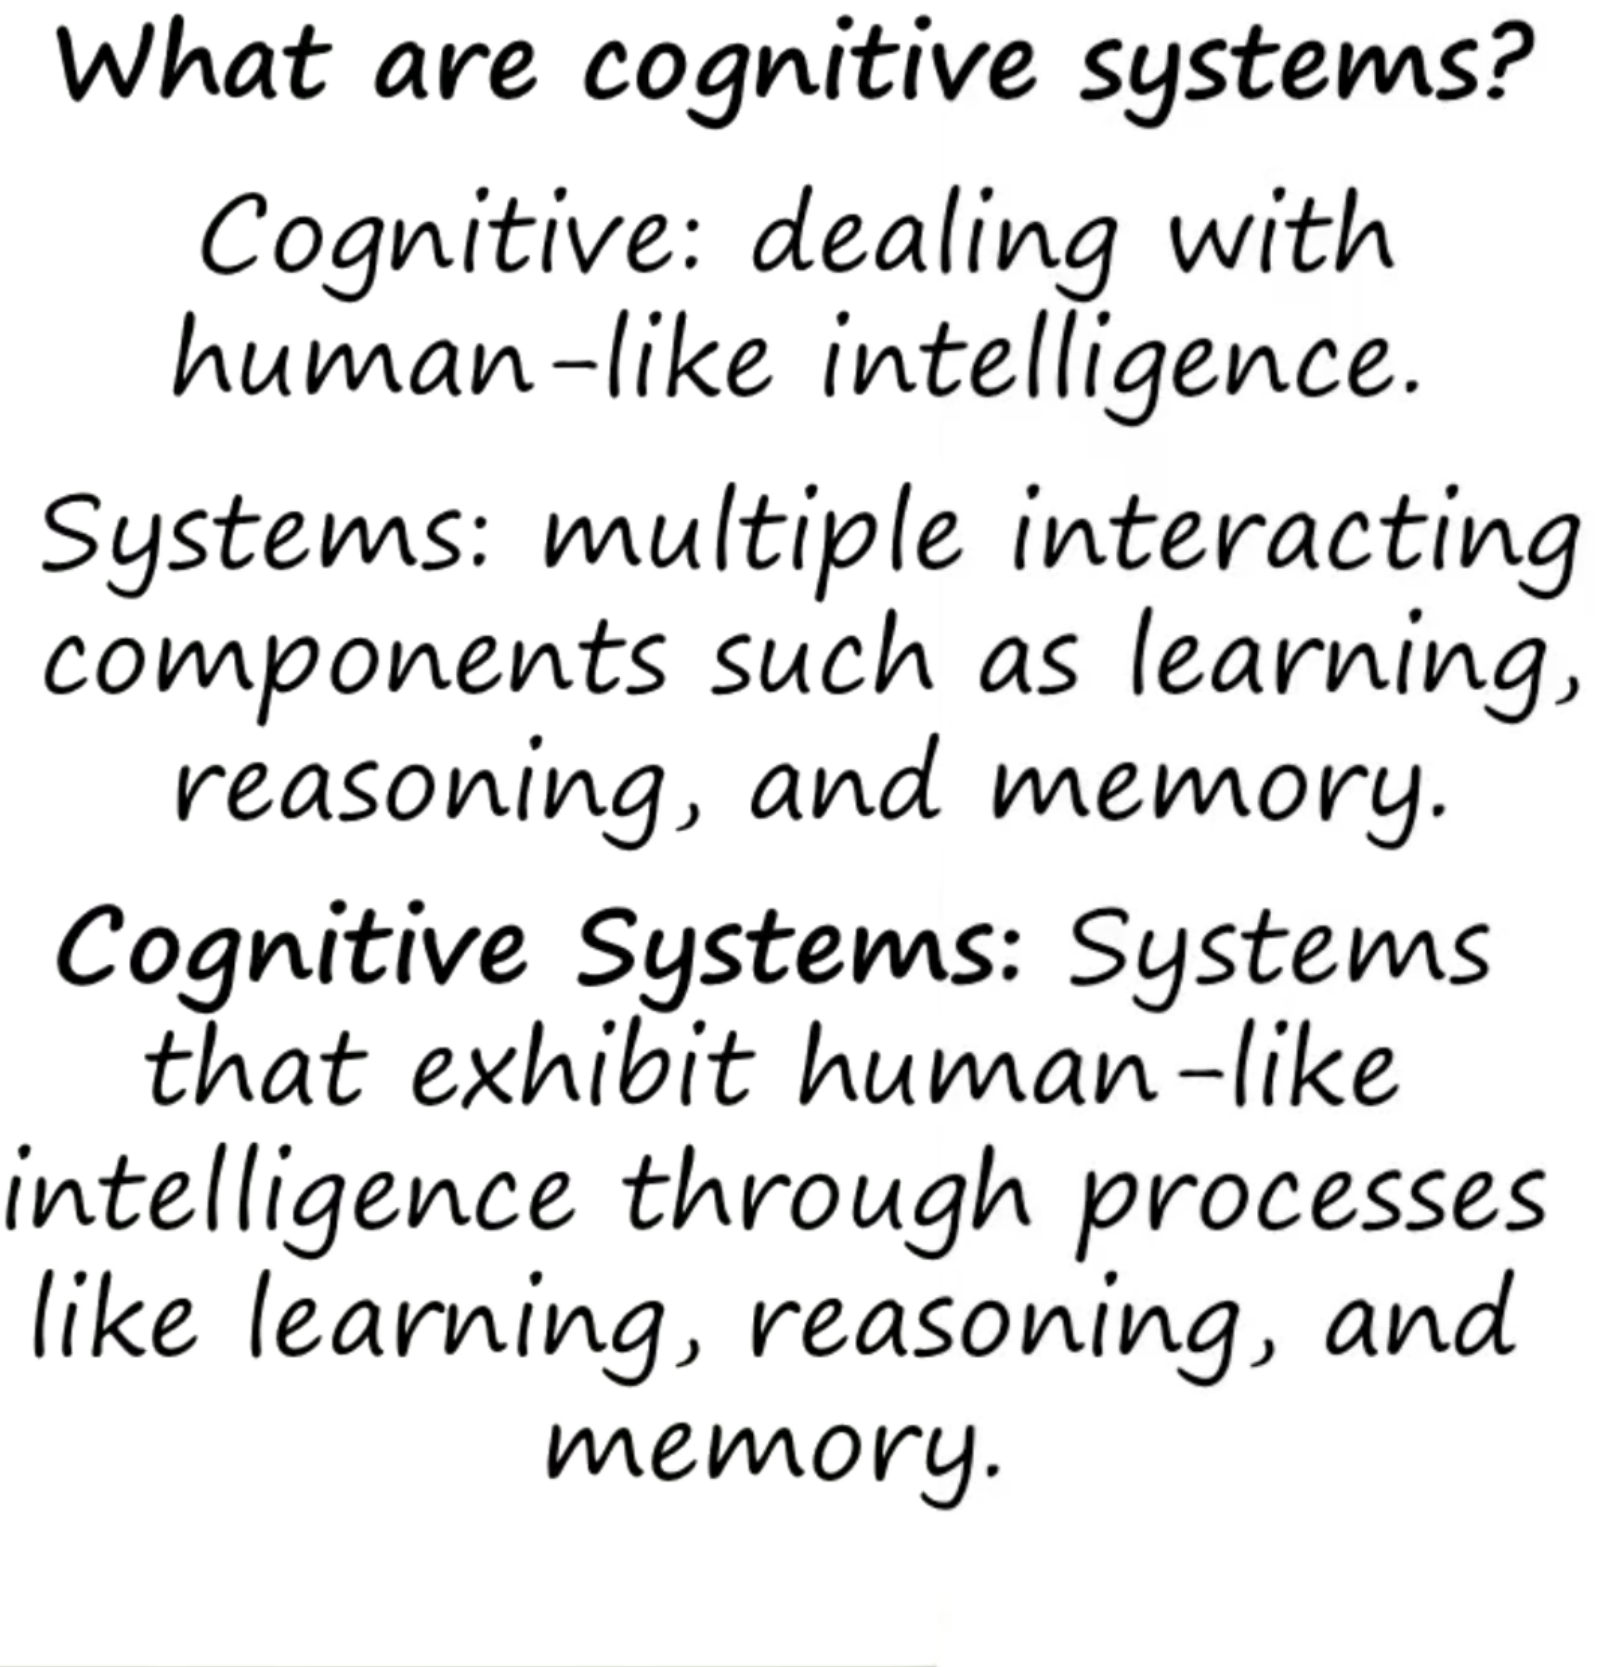 What are cognitive systems?
Cognitive: dealing with
human-like intelligence.
Systems: multiple interacting
components such as learning,
reasoning, and memory.
Cognitive Systems: Systems
that exhibit human-like
intelligence through processes
like learning, reasoning, and
memory.